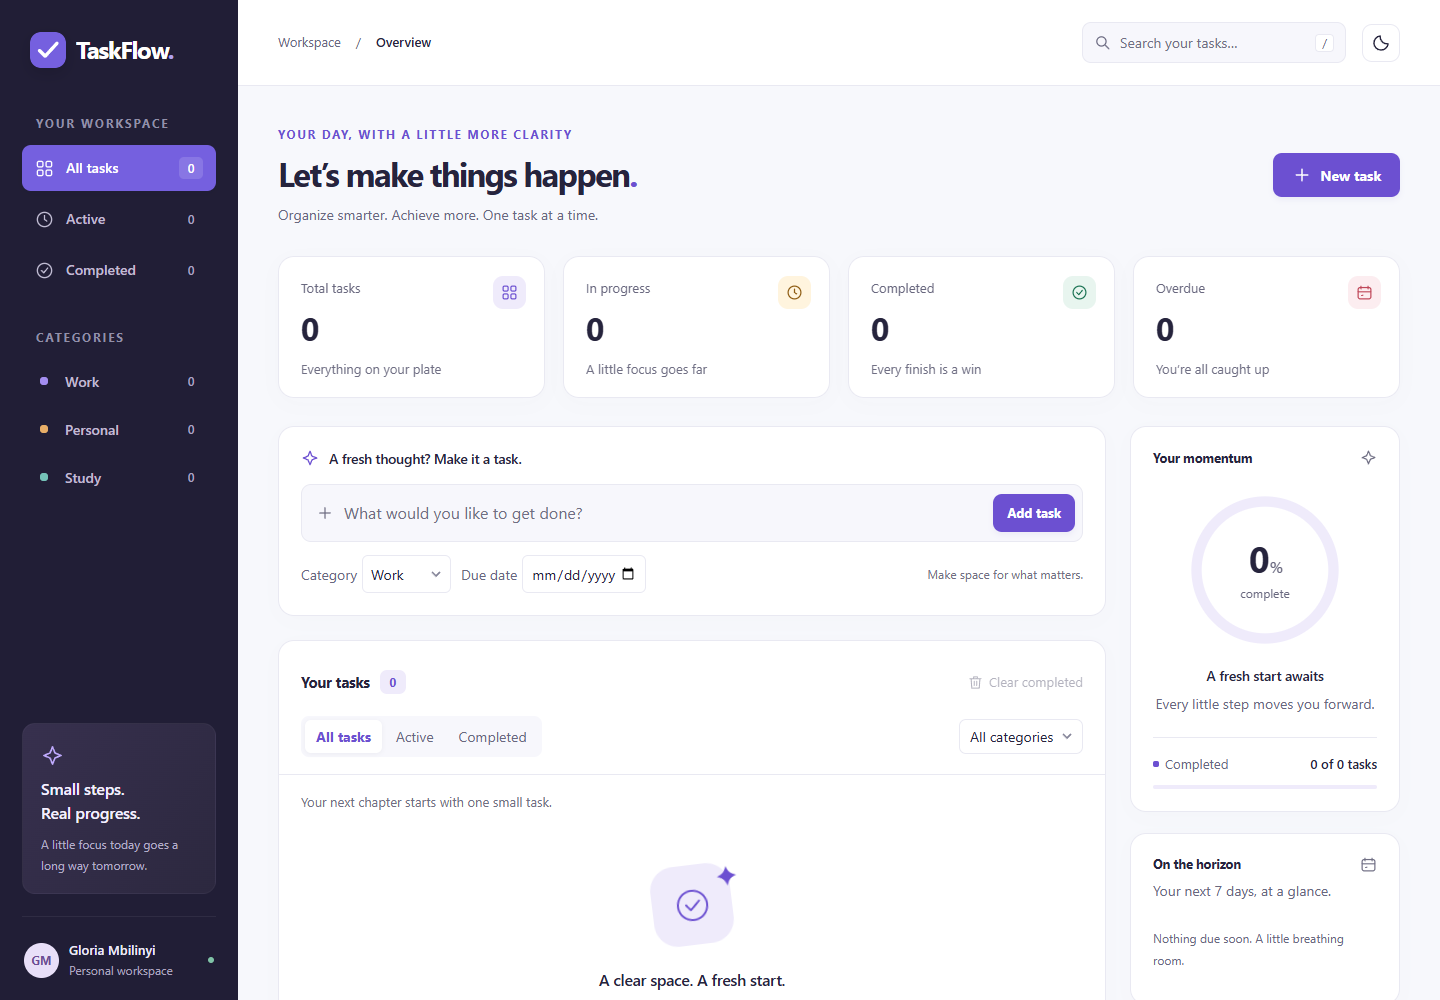 TaskFlow.
YOUR WORKSPACE
All tasks 0
Active 0
Completed 0
CATEGORIES
Work 0
Personal 0
Study 0
Small steps.
Real progress.
A little focus today goes a
long way tomorrow.
GM
Gloria Mbilinyi
Personal workspace
Workspace / Overview
Search your tasks... /
YOUR DAY, WITH A LITTLE MORE CLARITY
Let's make things happen.
Organize smarter. Achieve more. One task at a time.
New task
Total tasks
0
Everything on your plate
In progress
0
A little focus goes far
Completed
0
Every finish is a win
Overdue
0
You're all caught up
A fresh thought? Make it a task.
What would you like to get done?
Add task
Category Work Due date mm/dd/yyyy
Make space for what matters.
Your tasks 0
Clear completed
All tasks Active Completed
All categories
Your next chapter starts with one small task.
A clear space. A fresh start.
Your momentum
0%
complete
A fresh start awaits
Every little step moves you forward.
Completed 0 of 0 tasks
On the horizon
Your next 7 days, at a glance.
Nothing due soon. A little breathing
room.